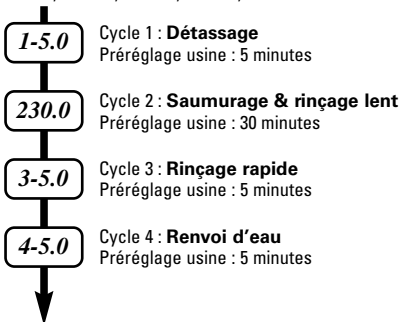 1-5.0
Cycle 1 : Détassage
Préréglage usine : 5 minutes
230.0
Cycle 2 : Saumurage & rinçage lent
Préréglage usine : 30 minutes
3-5.0
Cycle 3 : Rinçage rapide
Préréglage usine : 5 minutes
4-5.0
Cycle 4 : Renvoi d'eau
Préréglage usine : 5 minutes